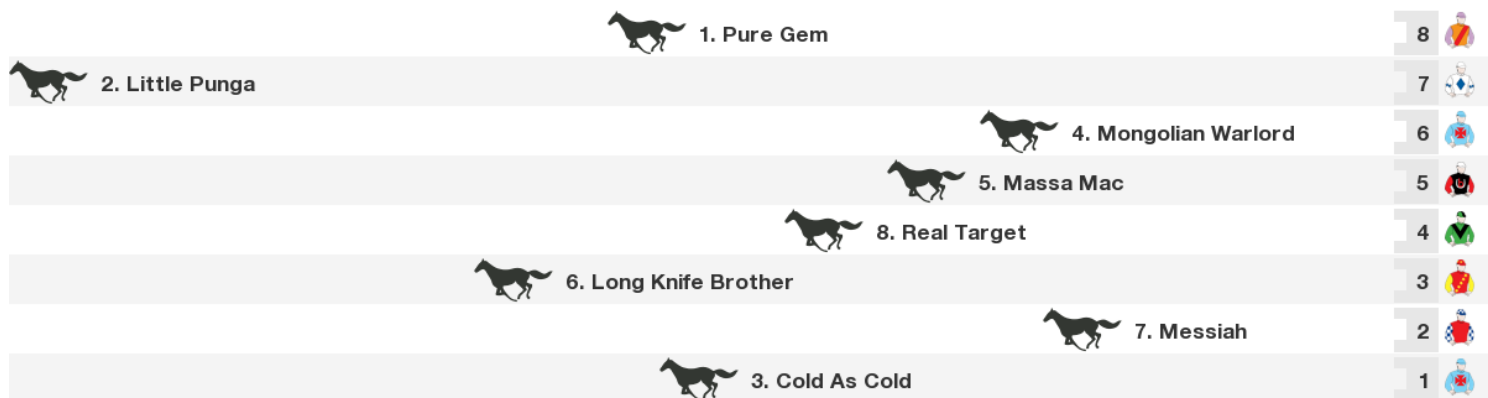 1. Pure Gem 8
2. Little Punga 7
4. Mongolian Warlord 6
5. Massa Mac 5
8. Real Target 4
6. Long Knife Brother 3
7. Messiah 2
3. Cold As Cold 1